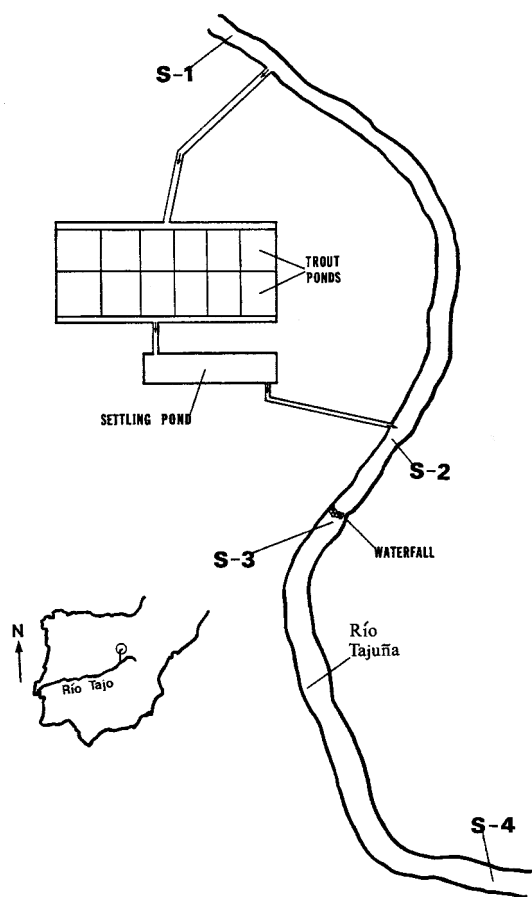 S-1
TROUT
PONDS
SETTLING POND
S-2
WATERFALL
S-3
Río
Tajuña
N
Río Tajo
S-4